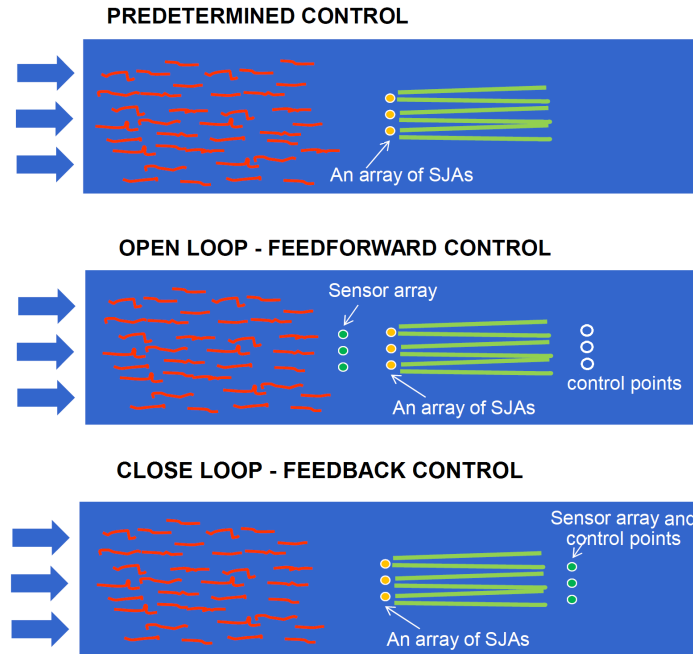 PREDETERMINED CONTROL
An array of SJAs
OPEN LOOP - FEEDFORWARD CONTROL
Sensor array
control points
An array of SJAs
CLOSE LOOP - FEEDBACK CONTROL
Sensor array and
control points
An array of SJAs